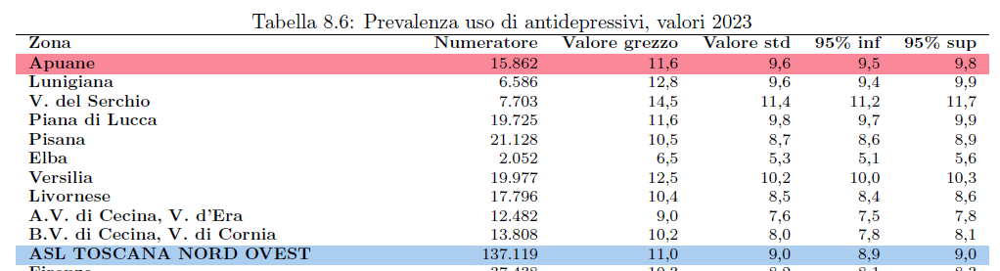 Tabella 8.6: Prevalenza uso di antidepressivi, valori 2023
Zona Numeratore Valore grezzo Valore std 95% inf 95% sup
Apuane 15.862 11,6 9,6 9,5 9,8
Lunigiana 6.586 12,8 9,6 9,4 9,9
V. del Serchio 7.703 14,5 11,4 11,2 11,7
Piana di Lucca 19.725 11,6 9,8 9,7 9,9
Pisana 21.128 10,5 8,7 8,6 8,9
Elba 2.052 6,5 5,3 5,1 5,6
Versilia 19.977 12,5 10,2 10,0 10,3
Livornese 17.796 10,4 8,5 8,4 8,6
A.V. di Cecina, V. d'Era 12.482 9,0 7,6 7,5 7,8
B.V. di Cecina, V. di Cornia 13.808 10,2 8,0 7,8 8,1
ASL TOSCANA NORD OVEST 137.119 11,0 9,0 8,9 9,0